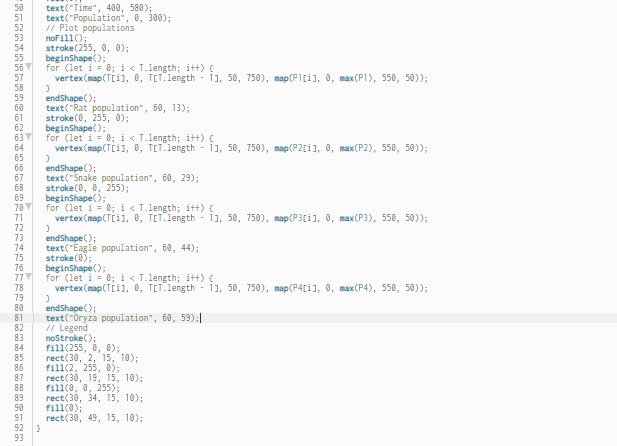 50 text("Time", 400, 580);
51 text("Population", 0, 300);
52 // Plot populations
53 noFill();
54 stroke(255, 0, 0);
55 beginShape();
56 for (let i = 0; i < T.length; i++) {
57 vertex(map(T[i], 0, T[T.length - 1], 50, 750), map(P1[i], 0, max(P1), 550, 50));
58 }
59 endShape();
60 text("Rat population", 60, 13);
61 stroke(0, 255, 0);
62 beginShape();
63 for (let i = 0; i < T.length; i++) {
64 vertex(map(T[i], 0, T[T.length - 1], 50, 750), map(P2[i], 0, max(P2), 550, 50));
65 }
66 endShape();
67 text("Snake population", 60, 29);
68 stroke(0, 0, 255);
69 beginShape();
70 for (let i = 0; i < T.length; i++) {
71 vertex(map(T[i], 0, T[T.length - 1], 50, 750), map(P3[i], 0, max(P3), 550, 50));
72 }
73 endShape();
74 text("Eagle population", 60, 44);
75 stroke(0);
76 beginShape();
77 for (let i = 0; i < T.length; i++) {
78 vertex(map(T[i], 0, T[T.length - 1], 50, 750), map(P4[i], 0, max(P4), 550, 50));
79 }
80 endShape();
81 text("Oryza population", 60, 59);
82 // Legend
83 noStroke();
84 fill(255, 0, 0);
85 rect(30, 2, 15, 10);
86 fill(2, 255, 0);
87 rect(30, 19, 15, 10);
88 fill(0, 0, 255);
89 rect(30, 34, 15, 10);
90 fill(0);
91 rect(30, 49, 15, 10);
92 }
93